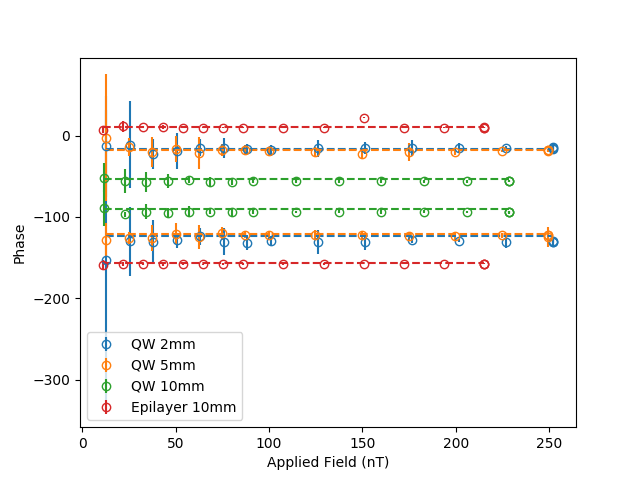 Phase
0
−100
−200
−300
0
50
100
150
200
250
Applied Field (nT)
QW 2mm
QW 5mm
QW 10mm
Epilayer 10mm